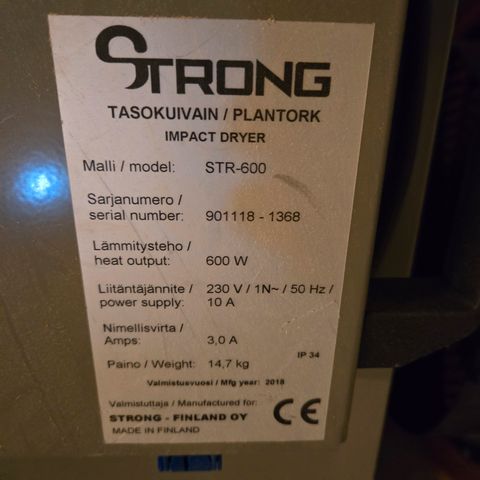 STRONG
TASOKUIVAIN / PLANTORK
IMPACT DRYER
Malli / model: STR-600
Sarjanumero /
serial number: 901118 - 1368
Lämmitysteho /
heat output: 600 W
Liitäntäjännite / 230 V / 1N~ / 50 Hz /
power supply: 10 A
Nimellisvirta /
Amps: 3,0 A
IP 34
Paino / Weight: 14,7 kg
Valmistusvuosi / Mfg year: 2018
Valmistuttaja / Manufactured for:
STRONG - FINLAND OY
MADE IN FINLAND
CE